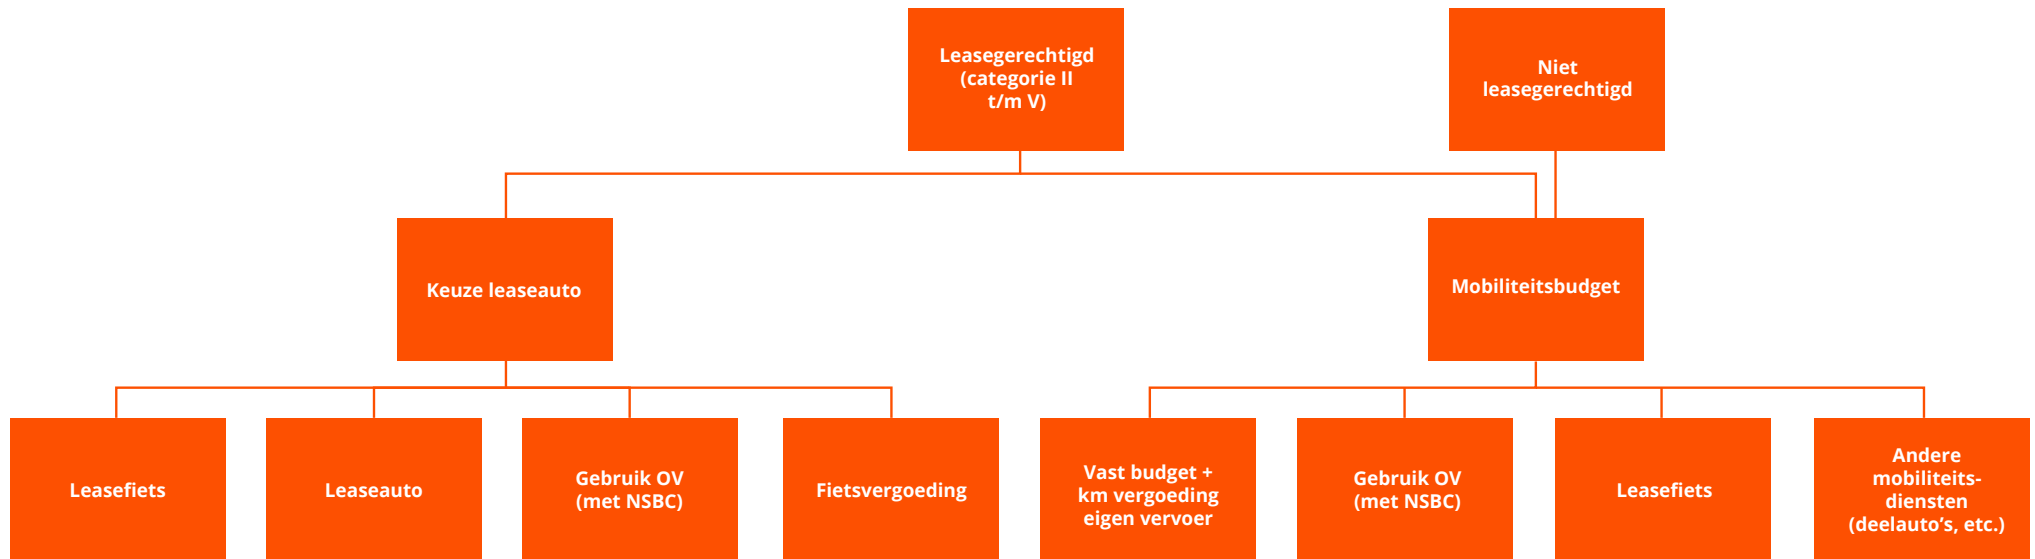 Leasegerechtigd
(categorie II
t/m V)
Niet
leasegerechtigd
Keuze leaseauto
Mobiliteitsbudget
Leasefiets
Leaseauto
Gebruik OV
(met NSBC)
Fietsvergoeding
Vast budget +
km vergoeding
eigen vervoer
Gebruik OV
(met NSBC)
Leasefiets
Andere
mobiliteits-
diensten
(deelauto’s, etc.)